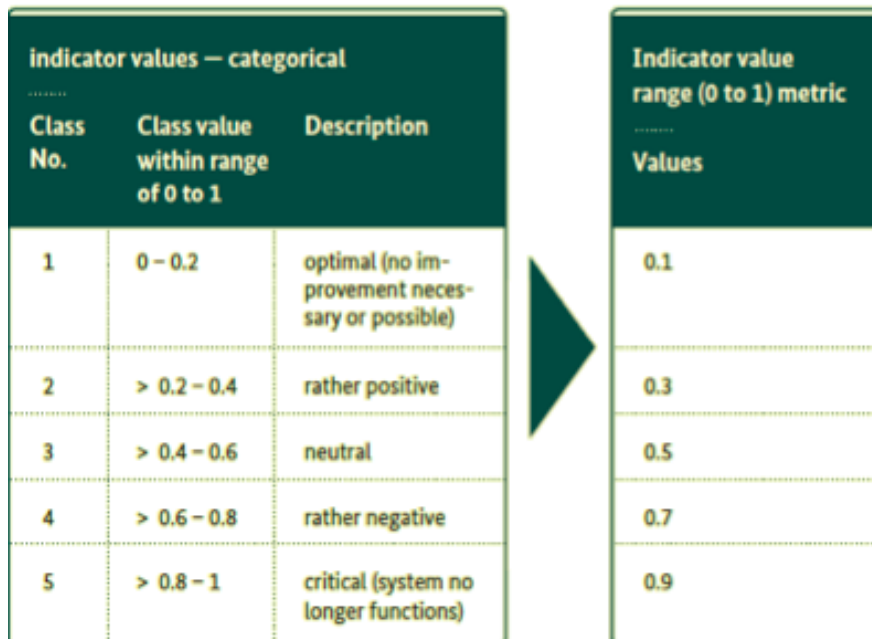 indicator values — categorical
Class No.
Class value within range of 0 to 1
Description
1
0 – 0.2
optimal (no im-
provement neces-
sary or possible)
2
> 0.2 – 0.4
rather positive
3
> 0.4 – 0.6
neutral
4
> 0.6 – 0.8
rather negative
5
> 0.8 – 1
critical (system no
longer functions)
Indicator value
range (0 to 1) metric
Values
0.1
0.3
0.5
0.7
0.9